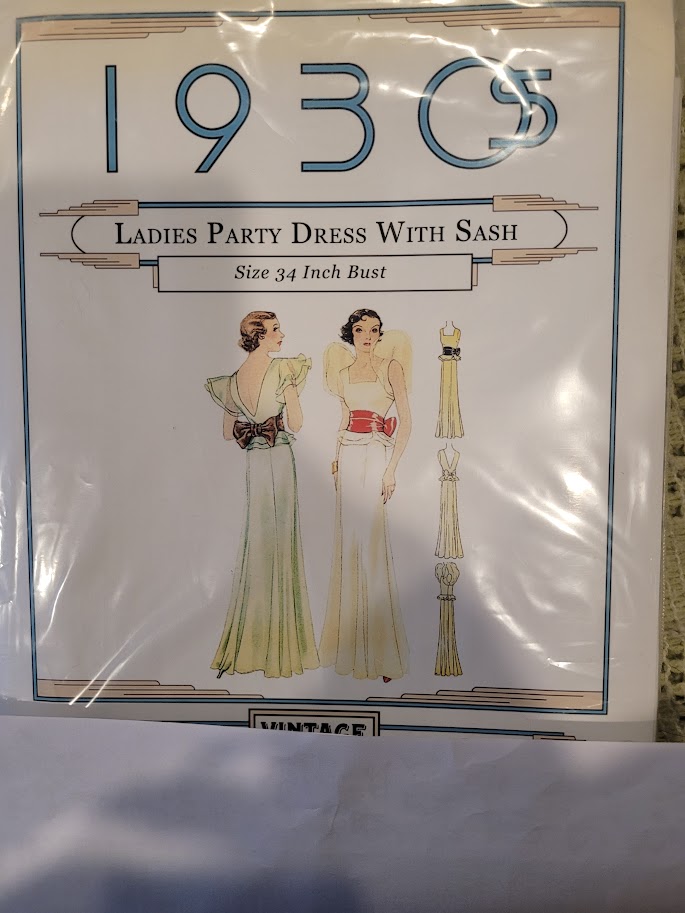 1930s
LADIES PARTY DRESS WITH SASH
Size 34 Inch Bust
VINTAGE